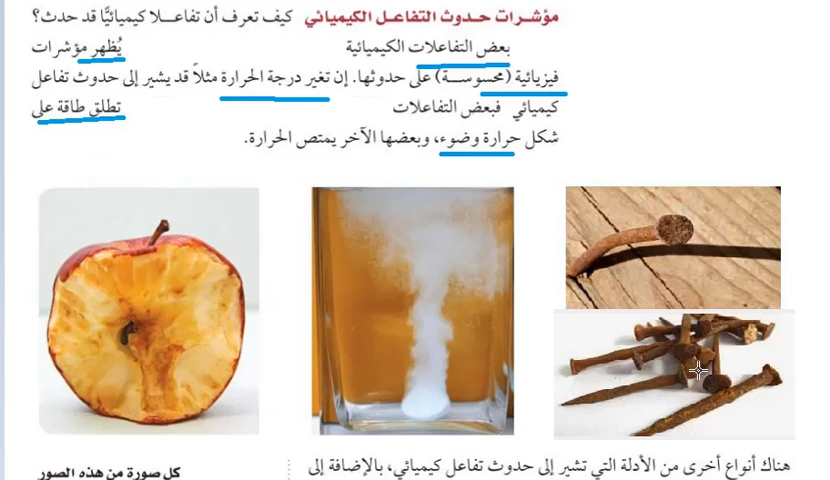 مؤشرات حدوث التفاعل الكيميائي كيف تعرف أن تفاعلا كيميائيًّا قد حدث؟
بعض التفاعلات الكيميائية يُظهر مؤشرات
فيزيائية (محسوسة) على حدوثها. إن تغير درجة الحرارة مثلاً قد يشير إلى حدوث تفاعل
كيميائي فبعض التفاعلات تطلق طاقة على
شكل حرارة وضوء، وبعضها الآخر يمتص الحرارة.
هناك أنواع أخرى من الأدلة التي تشير إلى حدوث تفاعل كيميائي، بالإضافة إلى
كل صورة من هذه الصور